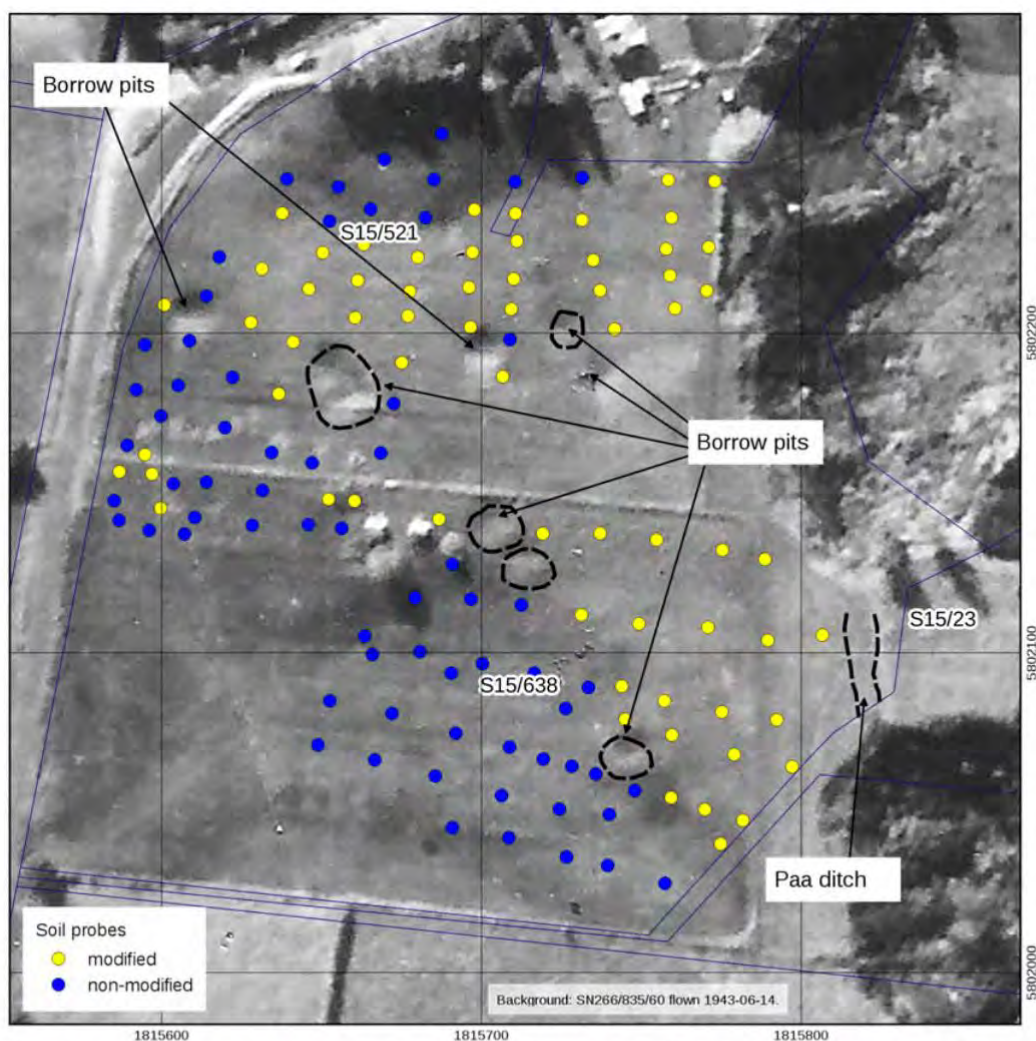 Borrow pits
S15/521
5802200
Borrow pits
S15/23
5802100
S15/638
Paa ditch
Soil probes
modified
non-modified
Background: SN266/835/60 flown 1943-06-14.
5802000
1815600
1815700
1815800